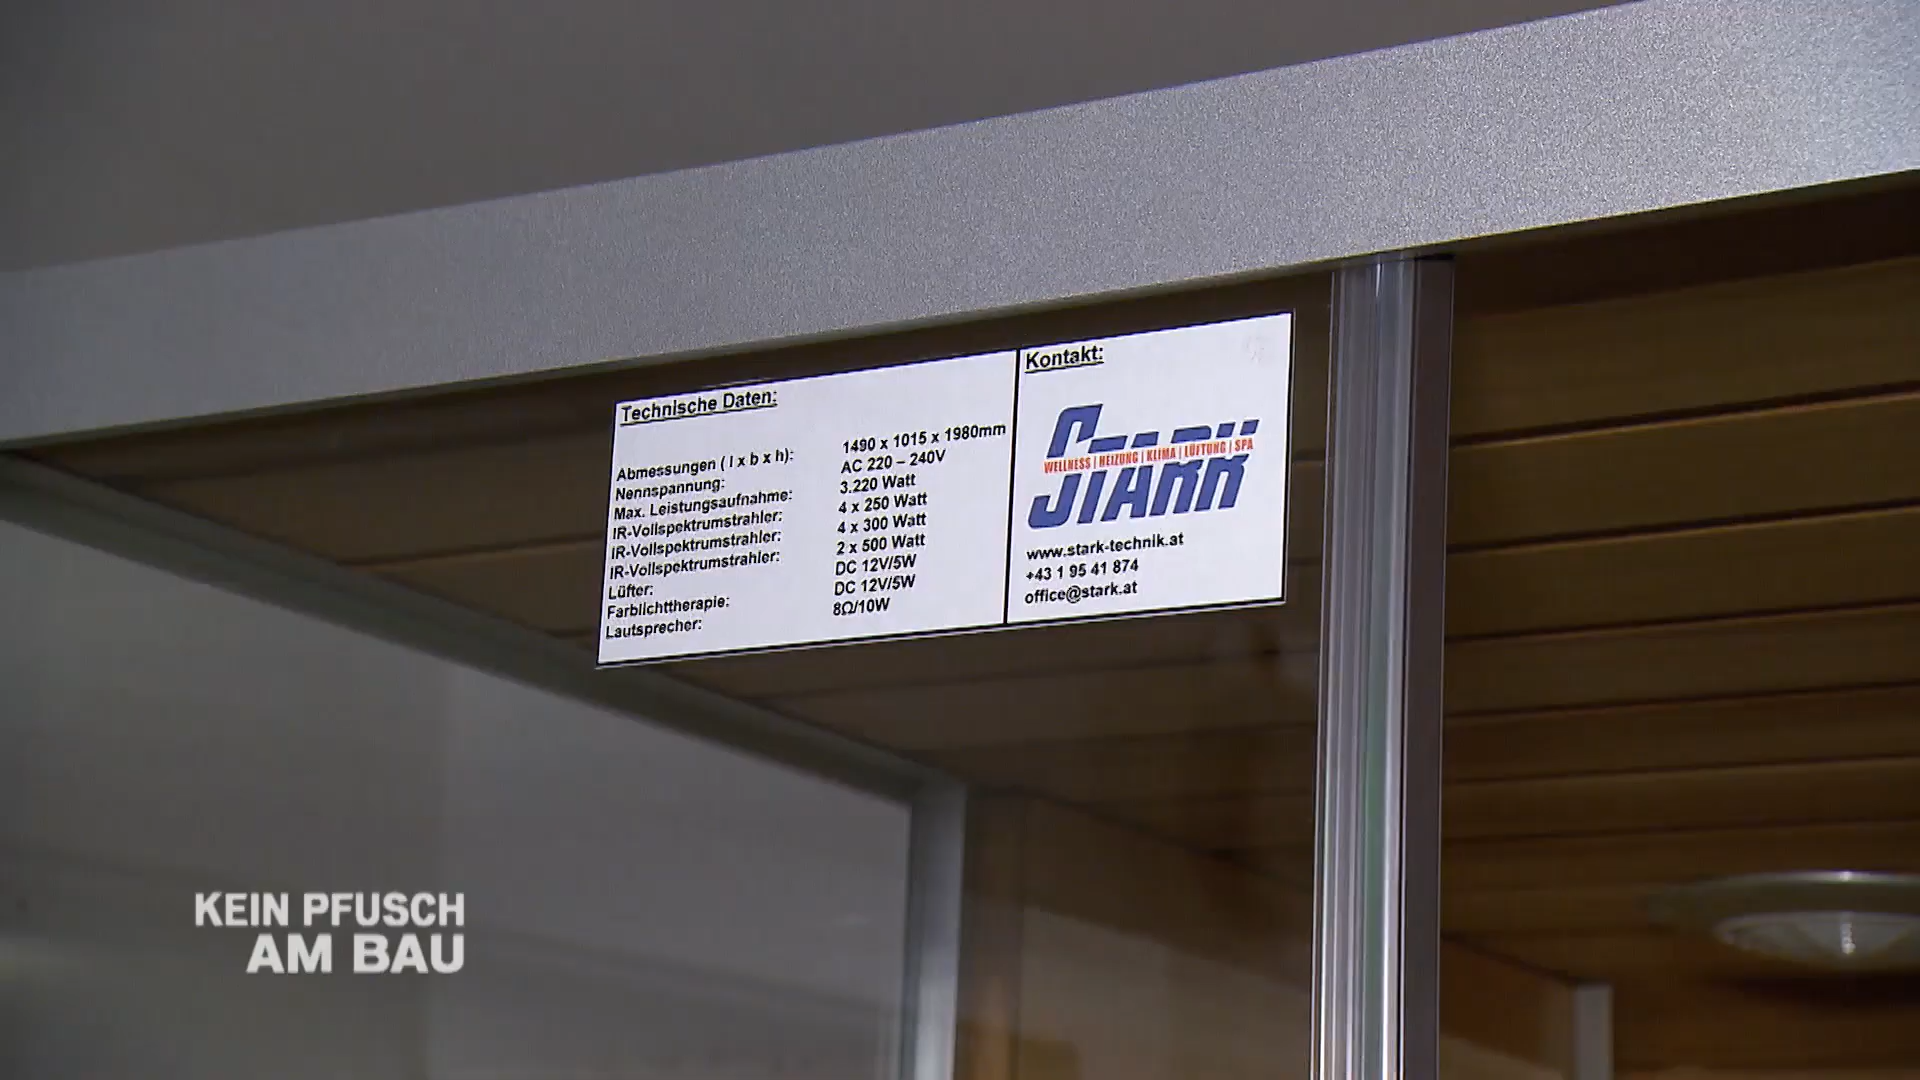 Technische Daten:
Abmessungen ( l x b x h): 1490 x 1015 x 1980mm
Nennspannung: AC 220 – 240V
Max. Leistungsaufnahme: 3.220 Watt
IR-Vollspektrumstrahler: 4 x 250 Watt
IR-Vollspektrumstrahler: 4 x 300 Watt
IR-Vollspektrumstrahler: 2 x 500 Watt
Lüfter: DC 12V/5W
Farblichttherapie: DC 12V/5W
Lautsprecher: 8Ω/10W
Kontakt:
STARK
WELLNESS | HEIZUNG | KLIMA | LÜFTUNG | SPA
www.stark-technik.at
+43 1 95 41 874
office@stark.at
KEIN PFUSCH
AM BAU